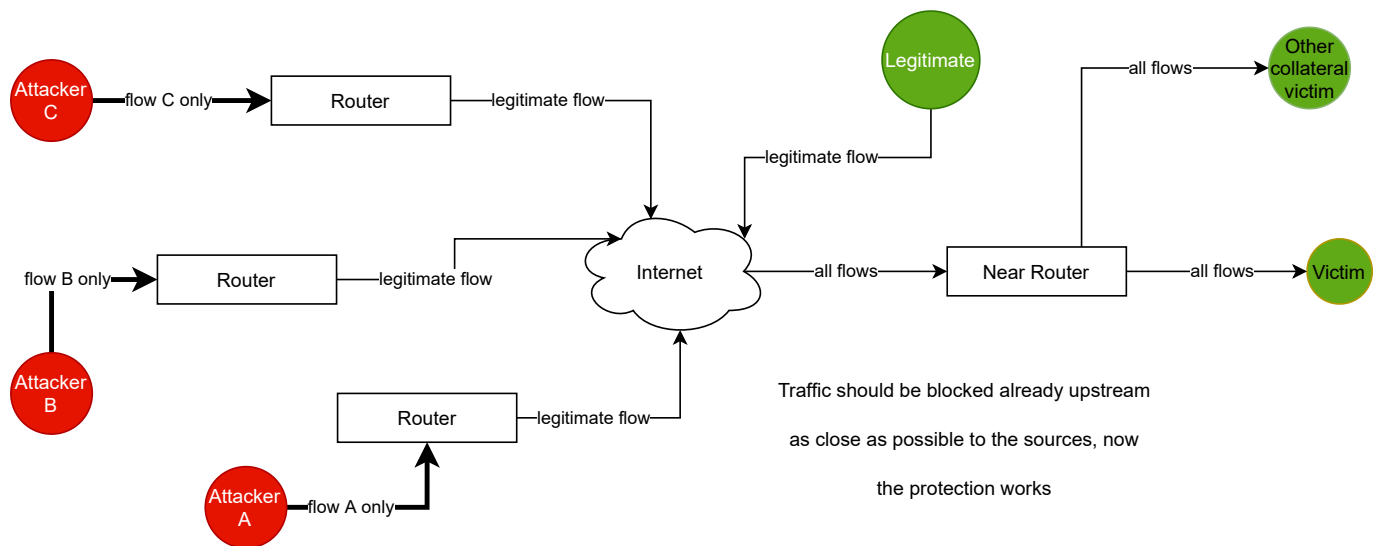 Attacker
C
flow C only
Router
legitimate flow
Legitimate
legitimate flow
all flows
Other
collateral
victim
flow B only
Router
legitimate flow
Internet
all flows
Near Router
all flows
Victim
Attacker
B
Router
legitimate flow
Attacker
A
flow A only
Traffic should be blocked already upstream
as close as possible to the sources, now
the protection works